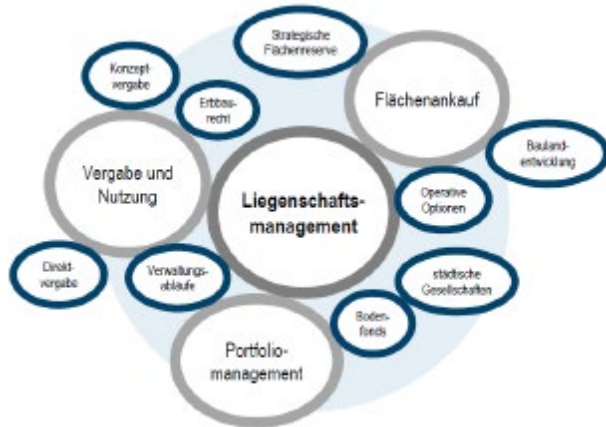 Strategische
Flächenreserve
Konzept-
vergabe
Erbbau-
recht
Flächenankauf
Bauland-
entwicklung
Vergabe und
Nutzung
Liegenschafts-
management
Operative
Optionen
Direkt-
vergabe
Verwaltungs-
abläufe
städtische
Gesellschaften
Boden-
fonds
Portfolio-
management